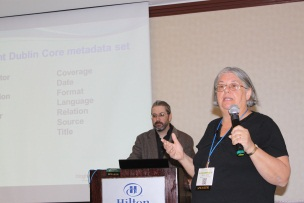 d Dublin Core metadata set
Coverage
Date
Format
Language
Relation
Source
Title
Hilton